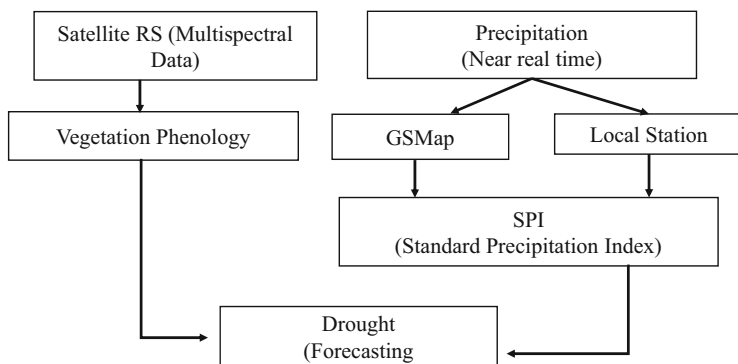 Satellite RS (Multispectral
Data)
Precipitation
(Near real time)
Vegetation Phenology
GSMap
Local Station
SPI
(Standard Precipitation Index)
Drought
(Forecasting